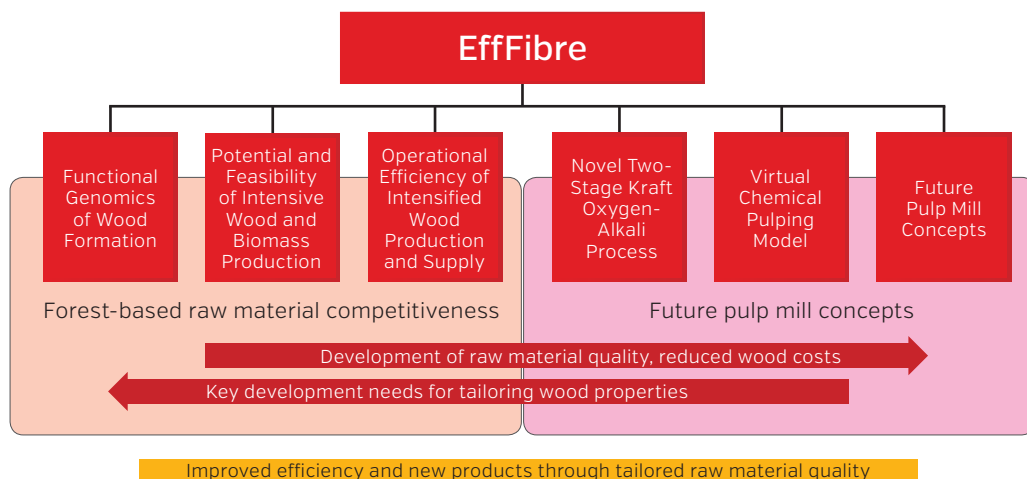 EffFibre
Functional
Genomics
of Wood
Formation
Potential and
Feasibility
of Intensive
Wood and
Biomass
Production
Operational
Efficiency of
Intensified
Wood
Production
and Supply
Novel Two-
Stage Kraft
Oxygen-
Alkali
Process
Virtual
Chemical
Pulping
Model
Future
Pulp Mill
Concepts
Forest-based raw material competitiveness
Future pulp mill concepts
Development of raw material quality, reduced wood costs
Key development needs for tailoring wood properties
Improved efficiency and new products through tailored raw material quality